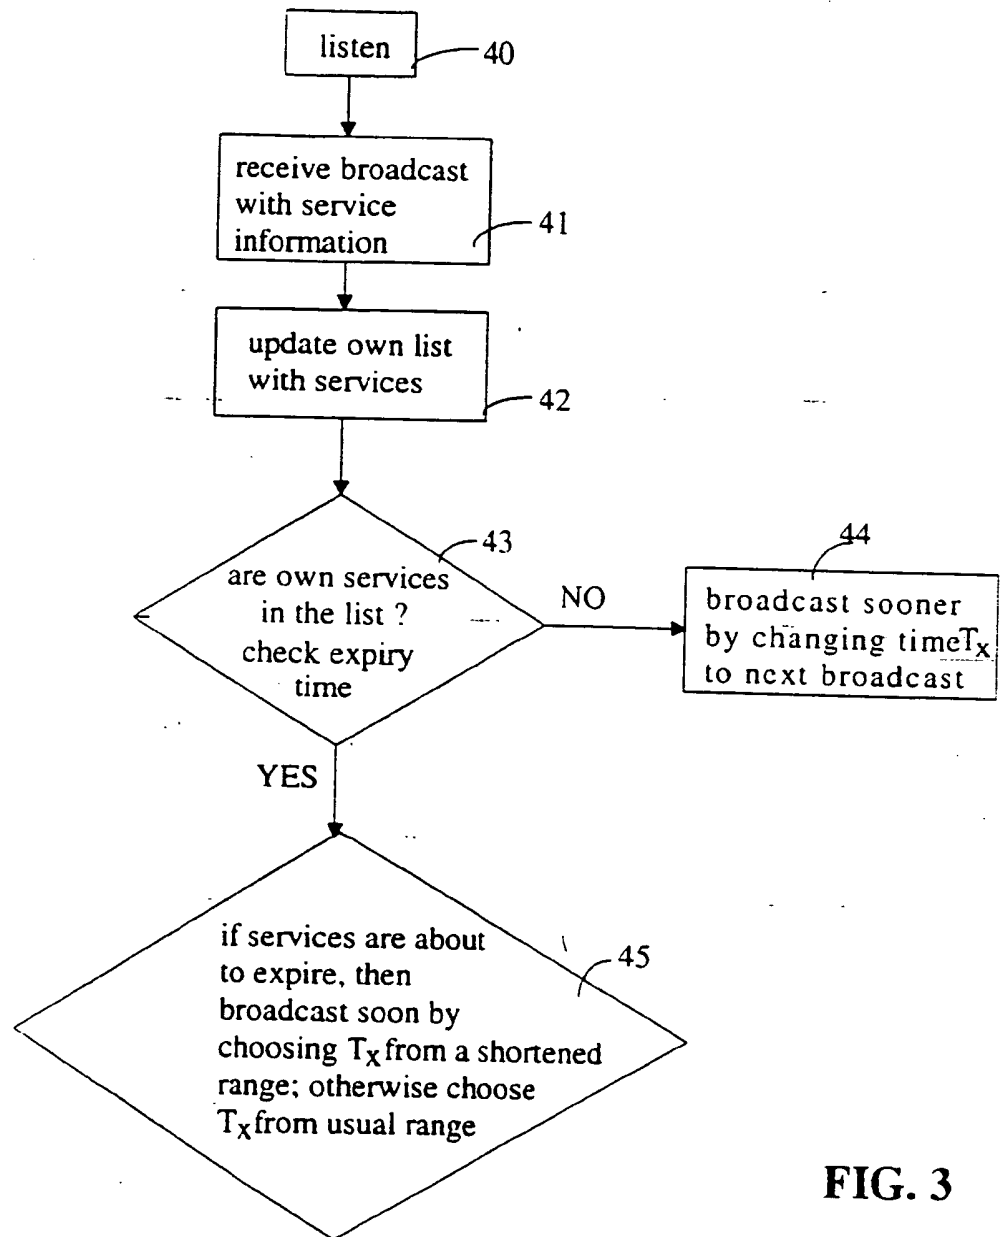 listen
40
receive broadcast
with service
information
41
update own list
with services
42
are own services
in the list ?
check expiry
time
43
NO
44
broadcast sooner
by changing timeTx
to next broadcast
YES
if services are about
to expire, then
broadcast soon by
choosing Tx from a shortened
range; otherwise choose
Tx from usual range
45
FIG. 3